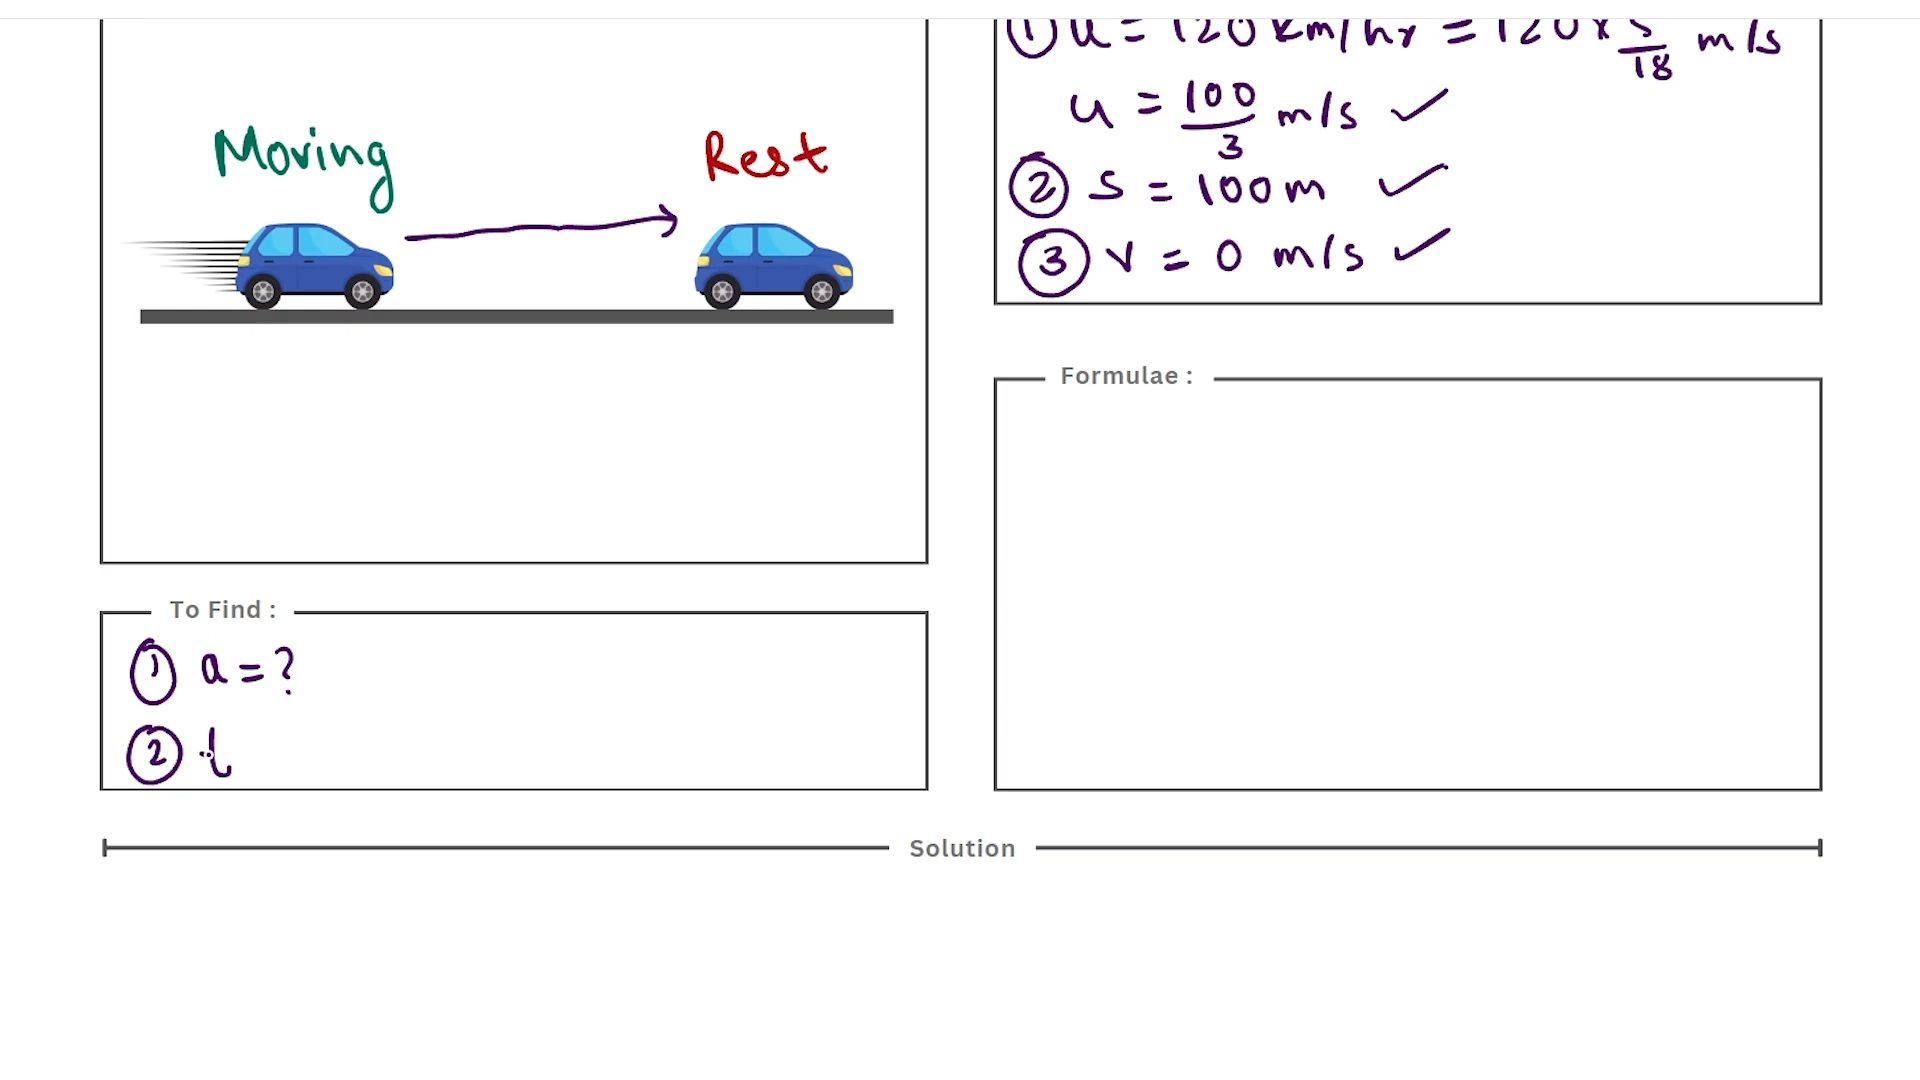 ① u = 120 km/hr = 120 × 5/18 m/s
u = 100/3 m/s ✓
Moving
Rest
② s = 100 m ✓
③ v = 0 m/s ✓
Formulae :
To Find :
① a = ?
② t
Solution